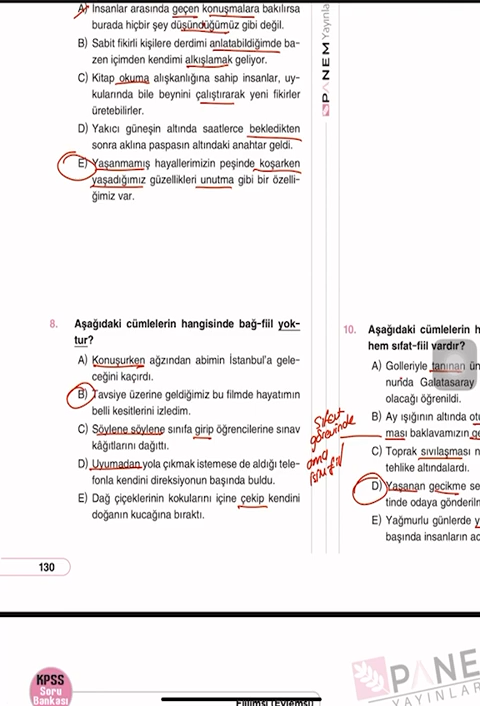 A) İnsanlar arasında geçen konuşmalara bakılırsa
burada hiçbir şey düşündüğümüz gibi değil.
B) Sabit fikirli kişilere derdimi anlatabildiğimde ba-
zen içimden kendimi alkışlamak geliyor.
C) Kitap okuma alışkanlığına sahip insanlar, uy-
kularında bile beynini çalıştırarak yeni fikirler
üretebilirler.
D) Yakıcı güneşin altında saatlerce bekledikten
sonra aklına paspasın altındaki anahtar geldi.
E) Yaşanmamış hayallerimizin peşinde koşarken
yaşadığımız güzellikleri unutma gibi bir özelli-
ğimiz var.
PANEM Yayınla
8. Aşağıdaki cümlelerin hangisinde bağ-fiil yok-
tur?
A) Konuşurken ağzından abimin İstanbul'a gele-
ceğini kaçırdı.
B) Tavsiye üzerine geldiğimiz bu filmde hayatımın
belli kesitlerini izledim.
C) Söylene söylene sınıfa girip öğrencilerine sınav
kâğıtlarını dağıttı.
D) Uyumadan yola çıkmak istemese de aldığı tele-
fonla kendini direksiyonun başında buldu.
E) Dağ çiçeklerinin kokularını içine çekip kendini
doğanın kucağına bıraktı.
sıfat
görevinde
ama
isim fiil
10. Aşağıdaki cümlelerin h
hem sıfat-fiil vardır?
A) Golleriyle tanınan ün
nunda Galatasaray
olacağı öğrenildi.
B) Ay ışığının altında otu
ması baklavamızın ge
C) Toprak sıvılaşması n
tehlike altındalardı.
D) Yaşanan gecikme se
tinde odaya gönderiln
E) Yağmurlu günlerde y
başında insanların ac
130
KPSS
Soru
Bankası
Fiilimsi (Eylemsi)
PANE
YAYINLAR